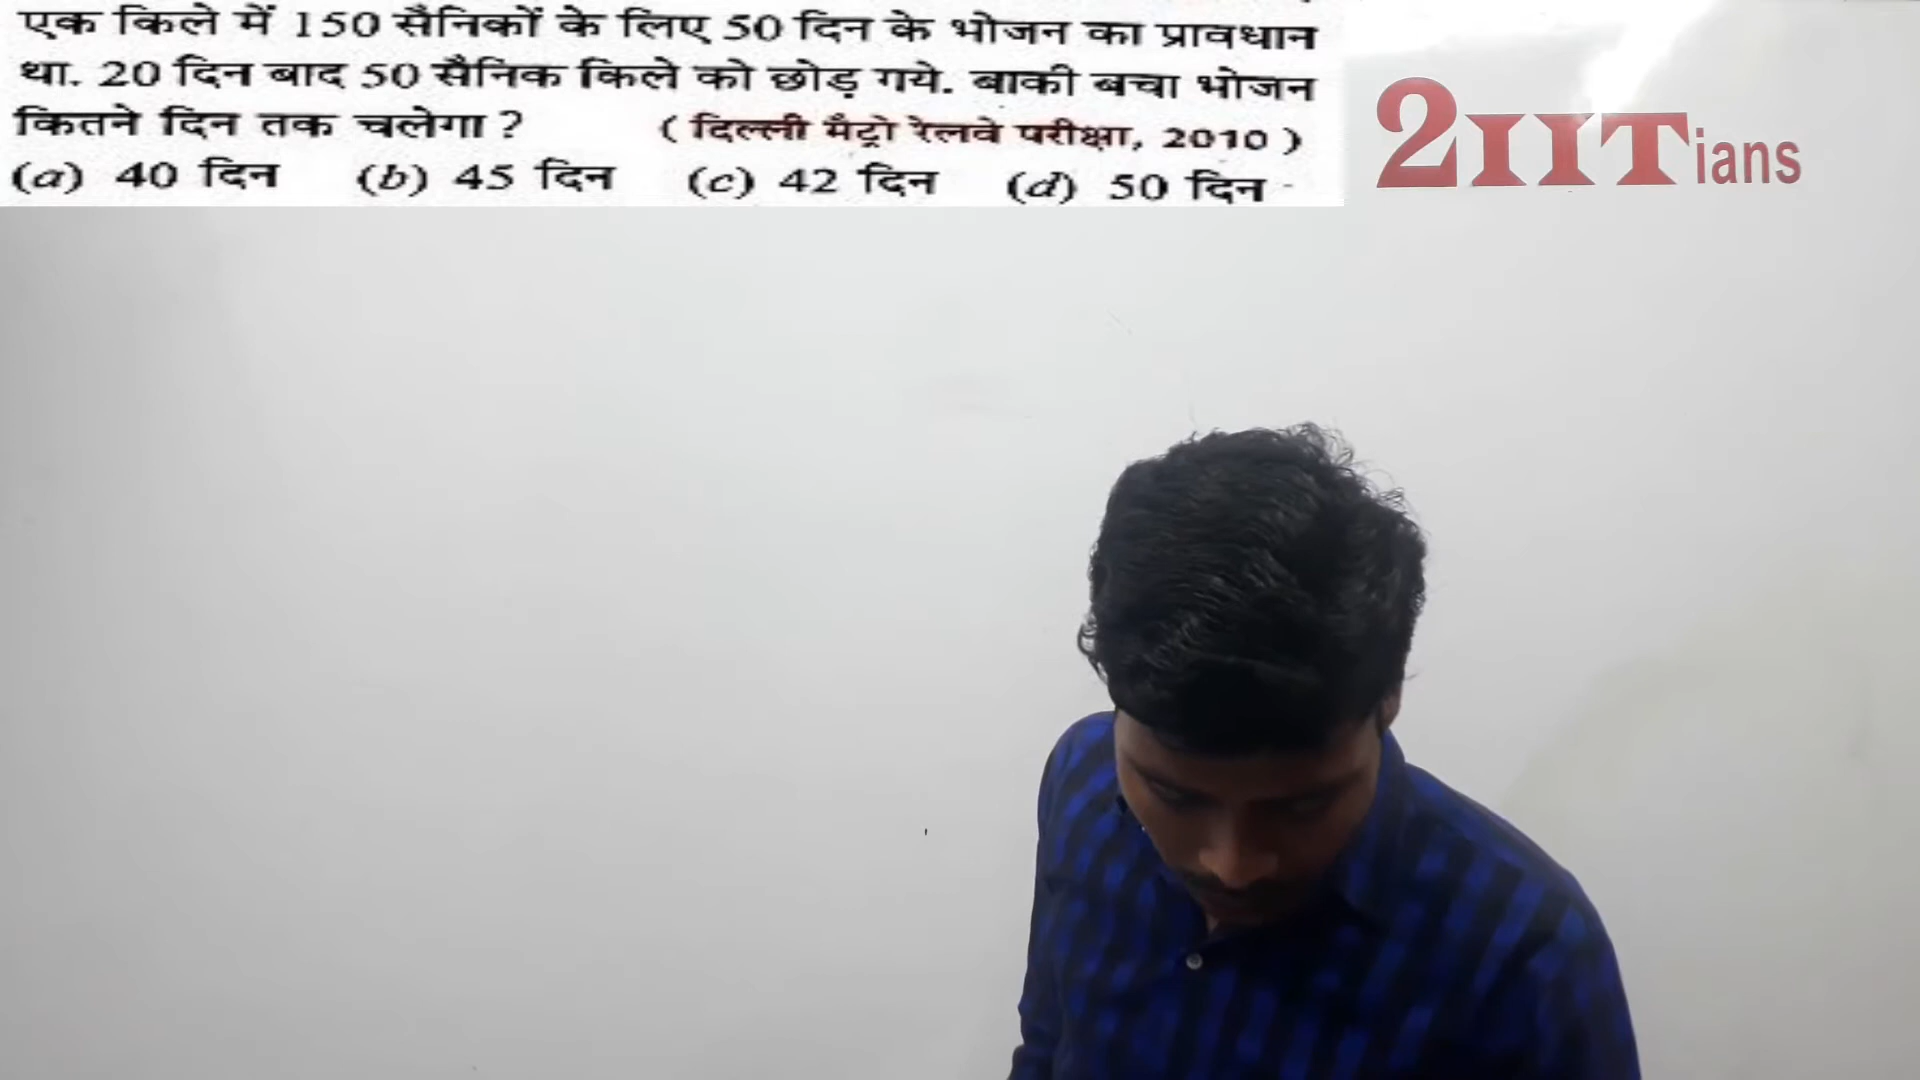 एक किले में 150 सैनिकों के लिए 50 दिन के भोजन का प्रावधान
था. 20 दिन बाद 50 सैनिक किले को छोड़ गये. बाकी बचा भोजन
कितने दिन तक चलेगा ? ( दिल्ली मैट्रो रेलवे परीक्षा, 2010 )
(a) 40 दिन (b) 45 दिन (c) 42 दिन (d) 50 दिन
2IITians